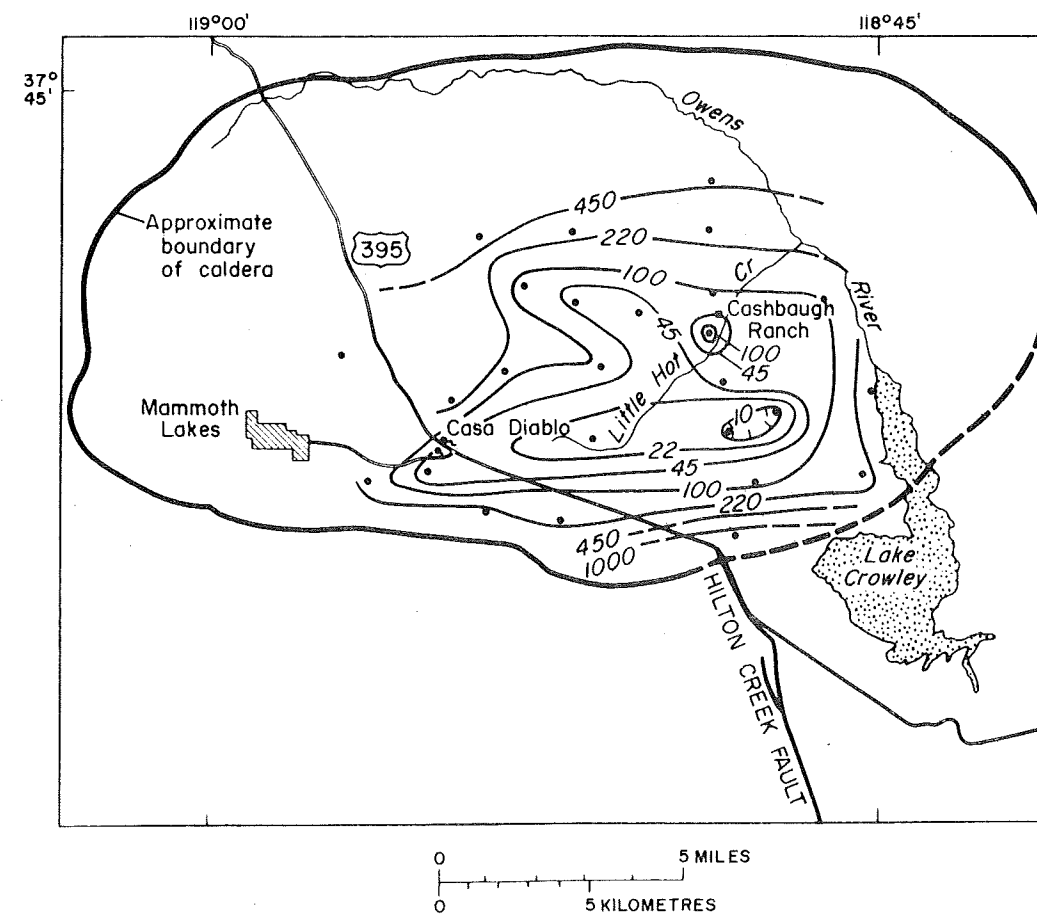 119°00'
118°45'
37°
45'
Owens
Approximate
boundary
of caldera
395
450
220
100
Cr
River
45
Cashbaugh
Ranch
100
45
Little Hot
Mammoth
Lakes
Casa Diablo
10
22
45
100
220
450
1000
Lake
Crowley
HILTON CREEK FAULT
0 5 MILES
0 5 KILOMETRES